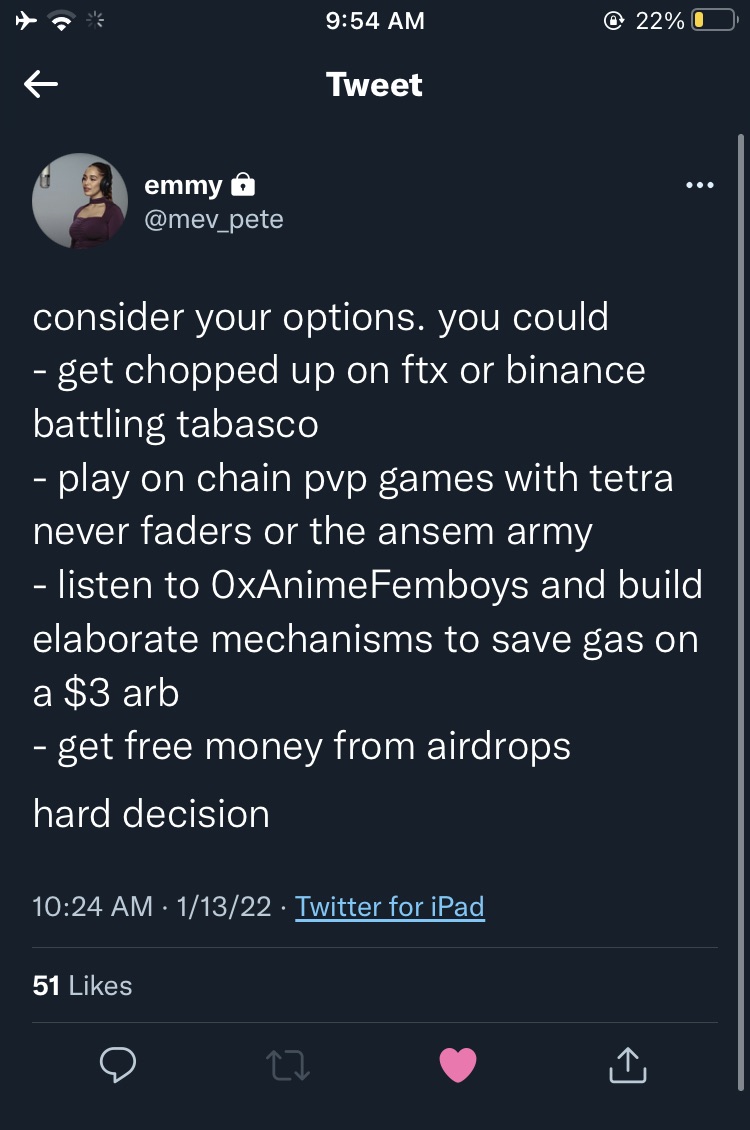 9:54 AM
22%
Tweet
emmy
@mev_pete
consider your options. you could
- get chopped up on ftx or binance
battling tabasco
- play on chain pvp games with tetra
never faders or the ansem army
- listen to 0xAnimeFemboys and build
elaborate mechanisms to save gas on
a $3 arb
- get free money from airdrops
hard decision
10:24 AM · 1/13/22 · Twitter for iPad
51 Likes